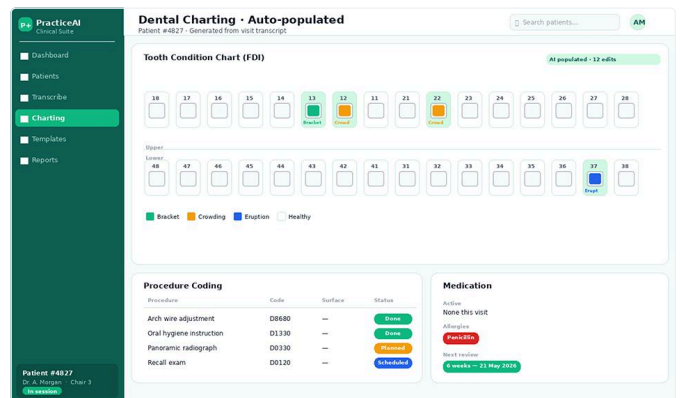 P+
PracticeAI
Clinical Suite
Dashboard
Patients
Transcribe
Charting
Templates
Reports
Patient #4827
Dr. A. Morgan · Chair 3
In session
Dental Charting · Auto-populated
Patient #4827 · Generated from visit transcript
Search patients...
AM
Tooth Condition Chart (FDI)
AI populated · 12 edits
18 17 16 15 14 13 12 11 21 22 23 24 25 26 27 28
Bracket Crowd Crowd
Upper
Lower
48 47 46 45 44 43 42 41 31 32 33 34 35 36 37 38
Erupt
Bracket Crowding Eruption Healthy
Procedure Coding
Procedure Code Surface Status
Arch wire adjustment D8680 — Done
Oral hygiene instruction D1330 — Done
Panoramic radiograph D0330 — Planned
Recall exam D0120 — Scheduled
Medication
Active
None this visit
Allergies
Penicillin
Next review
6 weeks — 21 May 2026